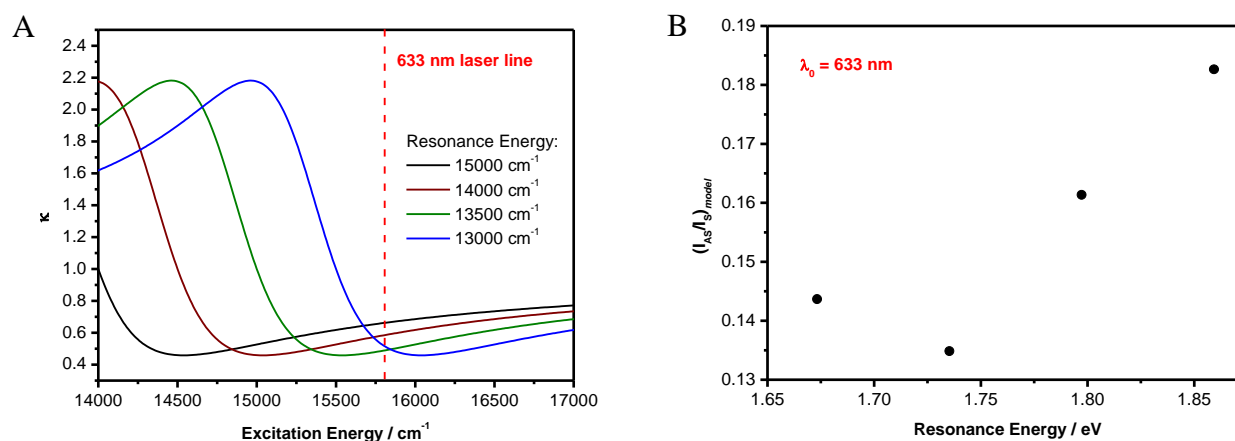 A
2.4
2.2
2.0
1.8
1.6
1.4
1.2
1.0
0.8
0.6
0.4
κ
633 nm laser line
Resonance Energy:
15000 cm⁻¹
14000 cm⁻¹
13500 cm⁻¹
13000 cm⁻¹
14000 14500 15000 15500 16000 16500 17000
Excitation Energy / cm⁻¹
B
0.19
0.18
0.17
0.16
0.15
0.14
0.13
(I_AS/I_S)_model
λ₀ = 633 nm
1.65 1.70 1.75 1.80 1.85
Resonance Energy / eV